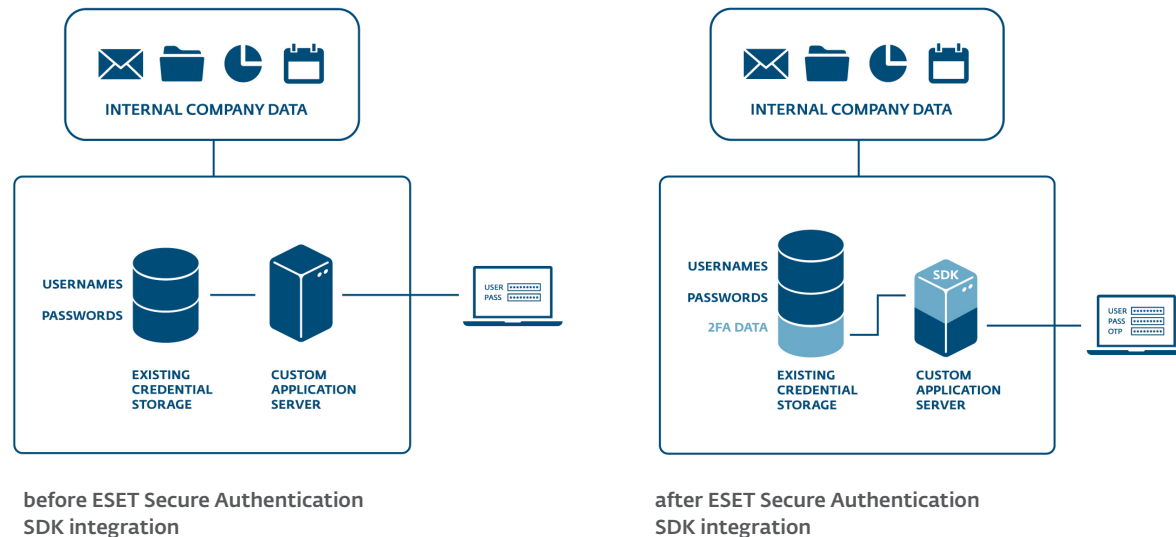 INTERNAL COMPANY DATA
USERNAMES
PASSWORDS
EXISTING
CREDENTIAL
STORAGE
CUSTOM
APPLICATION
SERVER
USER
PASS
before ESET Secure Authentication
SDK integration
INTERNAL COMPANY DATA
USERNAMES
PASSWORDS
2FA DATA
SDK
EXISTING
CREDENTIAL
STORAGE
CUSTOM
APPLICATION
SERVER
USER
PASS
OTP
after ESET Secure Authentication
SDK integration